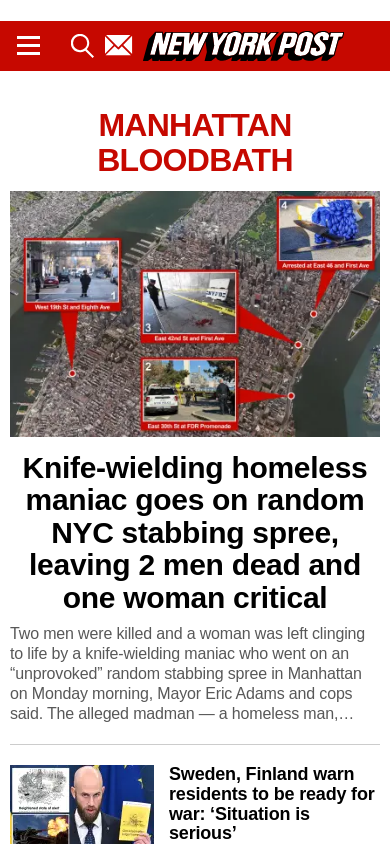 NEW YORK POST
MANHATTAN
BLOODBATH
4
Arrested at East 46 and First Ave
1
West 19th St and Eighth Ave
3
East 42nd St and First Ave
2
East 30th St at FDR Promenade
Knife-wielding homeless
maniac goes on random
NYC stabbing spree,
leaving 2 men dead and
one woman critical
Two men were killed and a woman was left clinging
to life by a knife-wielding maniac who went on an
“unprovoked” random stabbing spree in Manhattan
on Monday morning, Mayor Eric Adams and cops
said. The alleged madman — a homeless man,…
Sweden, Finland warn
residents to be ready for
war: ‘Situation is
serious’